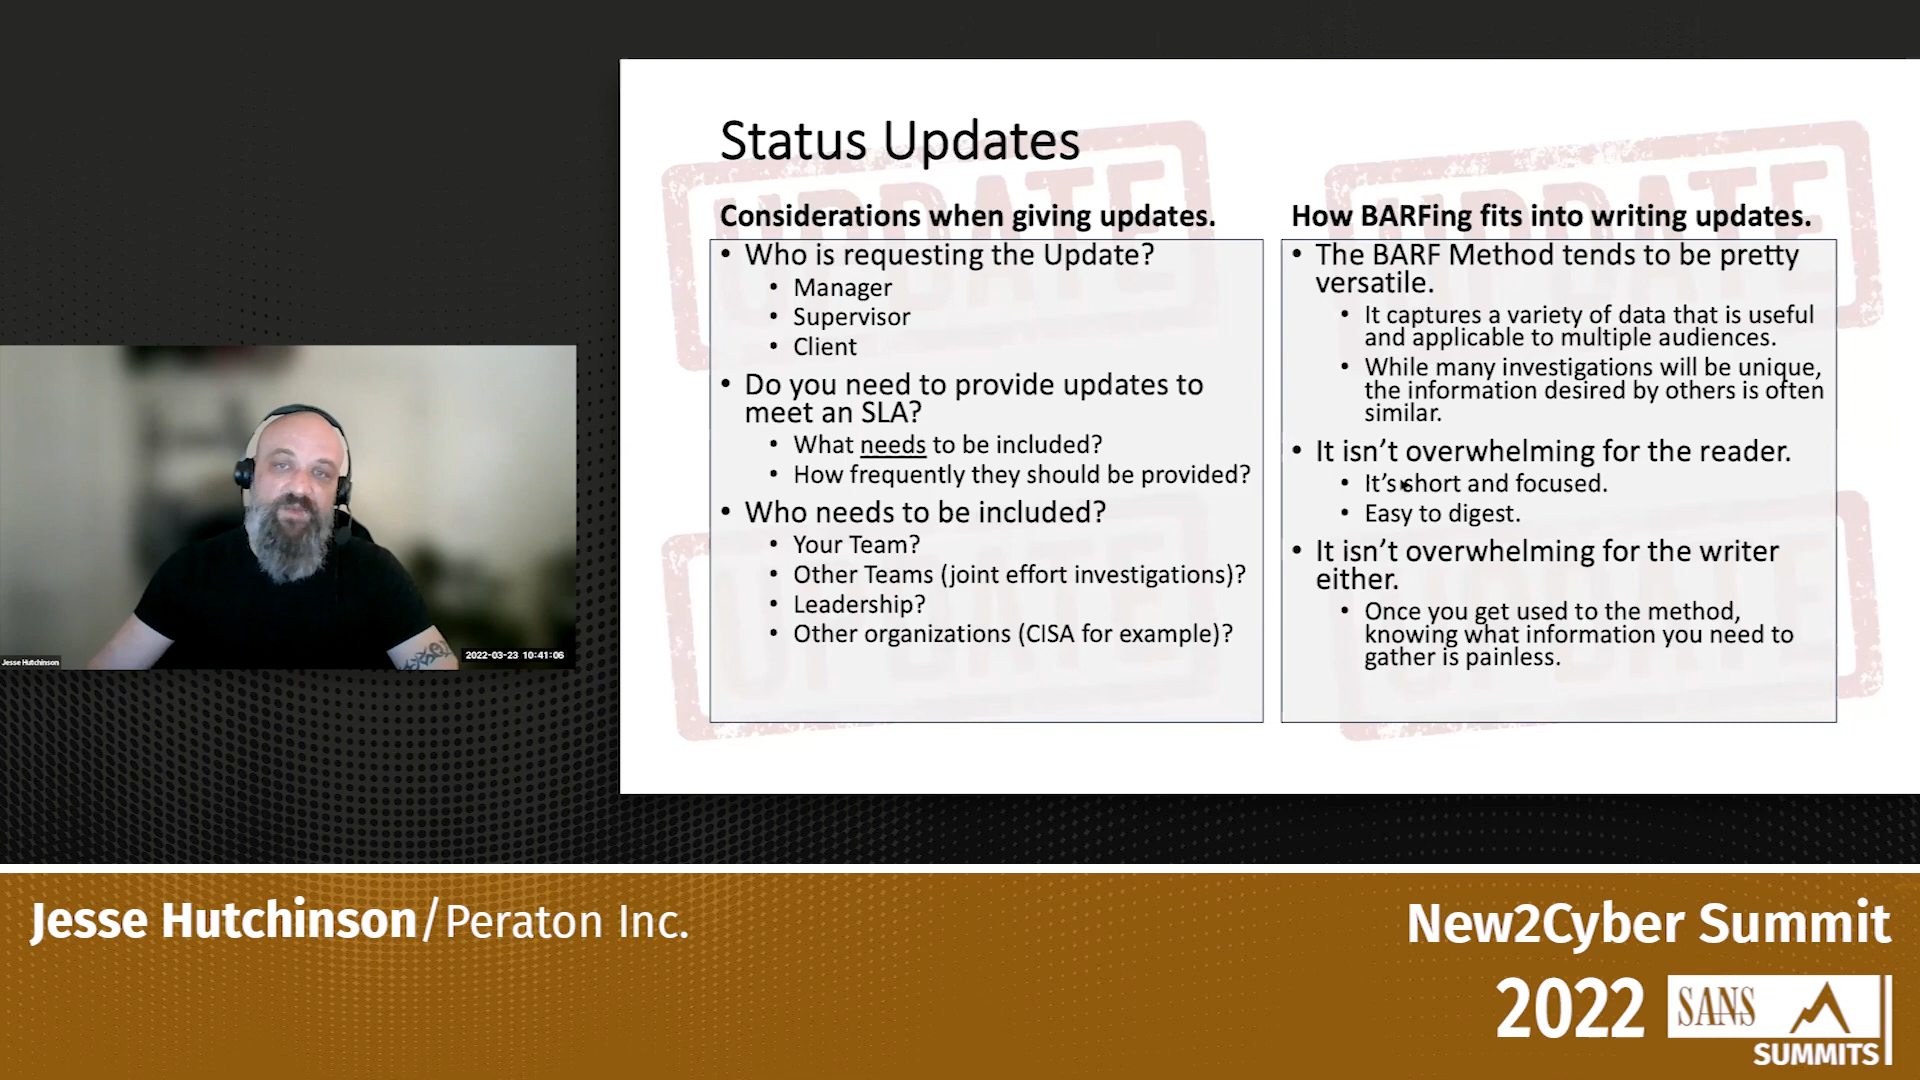 Status Updates
Considerations when giving updates.
• Who is requesting the Update?
• Manager
• Supervisor
• Client
• Do you need to provide updates to
meet an SLA?
• What needs to be included?
• How frequently they should be provided?
• Who needs to be included?
• Your Team?
• Other Teams (joint effort investigations)?
• Leadership?
• Other organizations (CISA for example)?
How BARFing fits into writing updates.
• The BARF Method tends to be pretty
versatile.
• It captures a variety of data that is useful
and applicable to multiple audiences.
• While many investigations will be unique,
the information desired by others is often
similar.
• It isn’t overwhelming for the reader.
• It’s short and focused.
• Easy to digest.
• It isn’t overwhelming for the writer
either.
• Once you get used to the method,
knowing what information you need to
gather is painless.
UPDATE
UPDATE
UPDATE
UPDATE
Jesse Hutchinson
2022-03-23 10:41:06
Jesse Hutchinson/Peraton Inc.
New2Cyber Summit
2022
SANS
SUMMITS